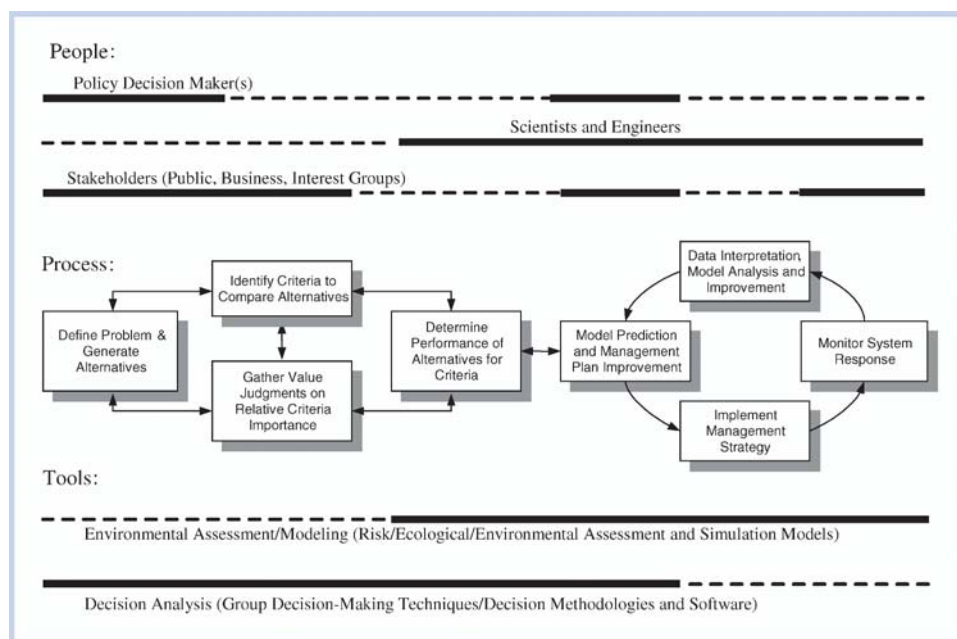 People:
Policy Decision Maker(s)
Scientists and Engineers
Stakeholders (Public, Business, Interest Groups)
Process:
Define Problem &
Generate
Alternatives
Identify Criteria to
Compare Alternatives
Gather Value
Judgments on
Relative Criteria
Importance
Determine
Performance of
Alternatives for
Criteria
Model Prediction
and Management
Plan Improvement
Data Interpretation,
Model Analysis and
Improvement
Monitor System
Response
Implement
Management
Strategy
Tools:
Environmental Assessment/Modeling (Risk/Ecological/Environmental Assessment and Simulation Models)
Decision Analysis (Group Decision-Making Techniques/Decision Methodologies and Software)